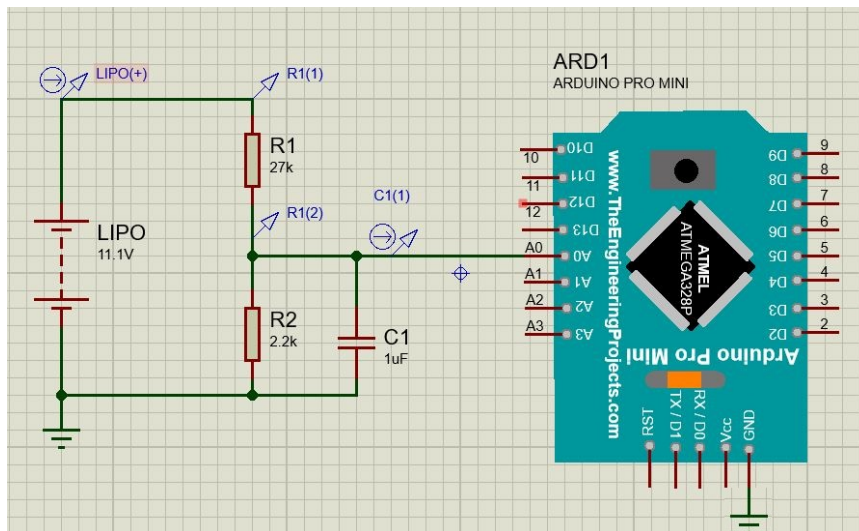 LIPO(+)
R1(1)
R1
27k
R1(2)
C1(1)
LIPO
11.1V
R2
2.2k
C1
1uF
ARD1
ARDUINO PRO MINI
10
11
12
A0
A1
A2
A3
D10
D11
D12
D13
A0
A1
A2
A3
www.TheEngineeringProjects.com
ATMEL
ATMEGA328P
Arduino Pro Mini
D9
D8
D7
D6
D5
D4
D3
D2
9
8
7
6
5
4
3
2
RST
TX / D1
RX / D0
Vcc
GND